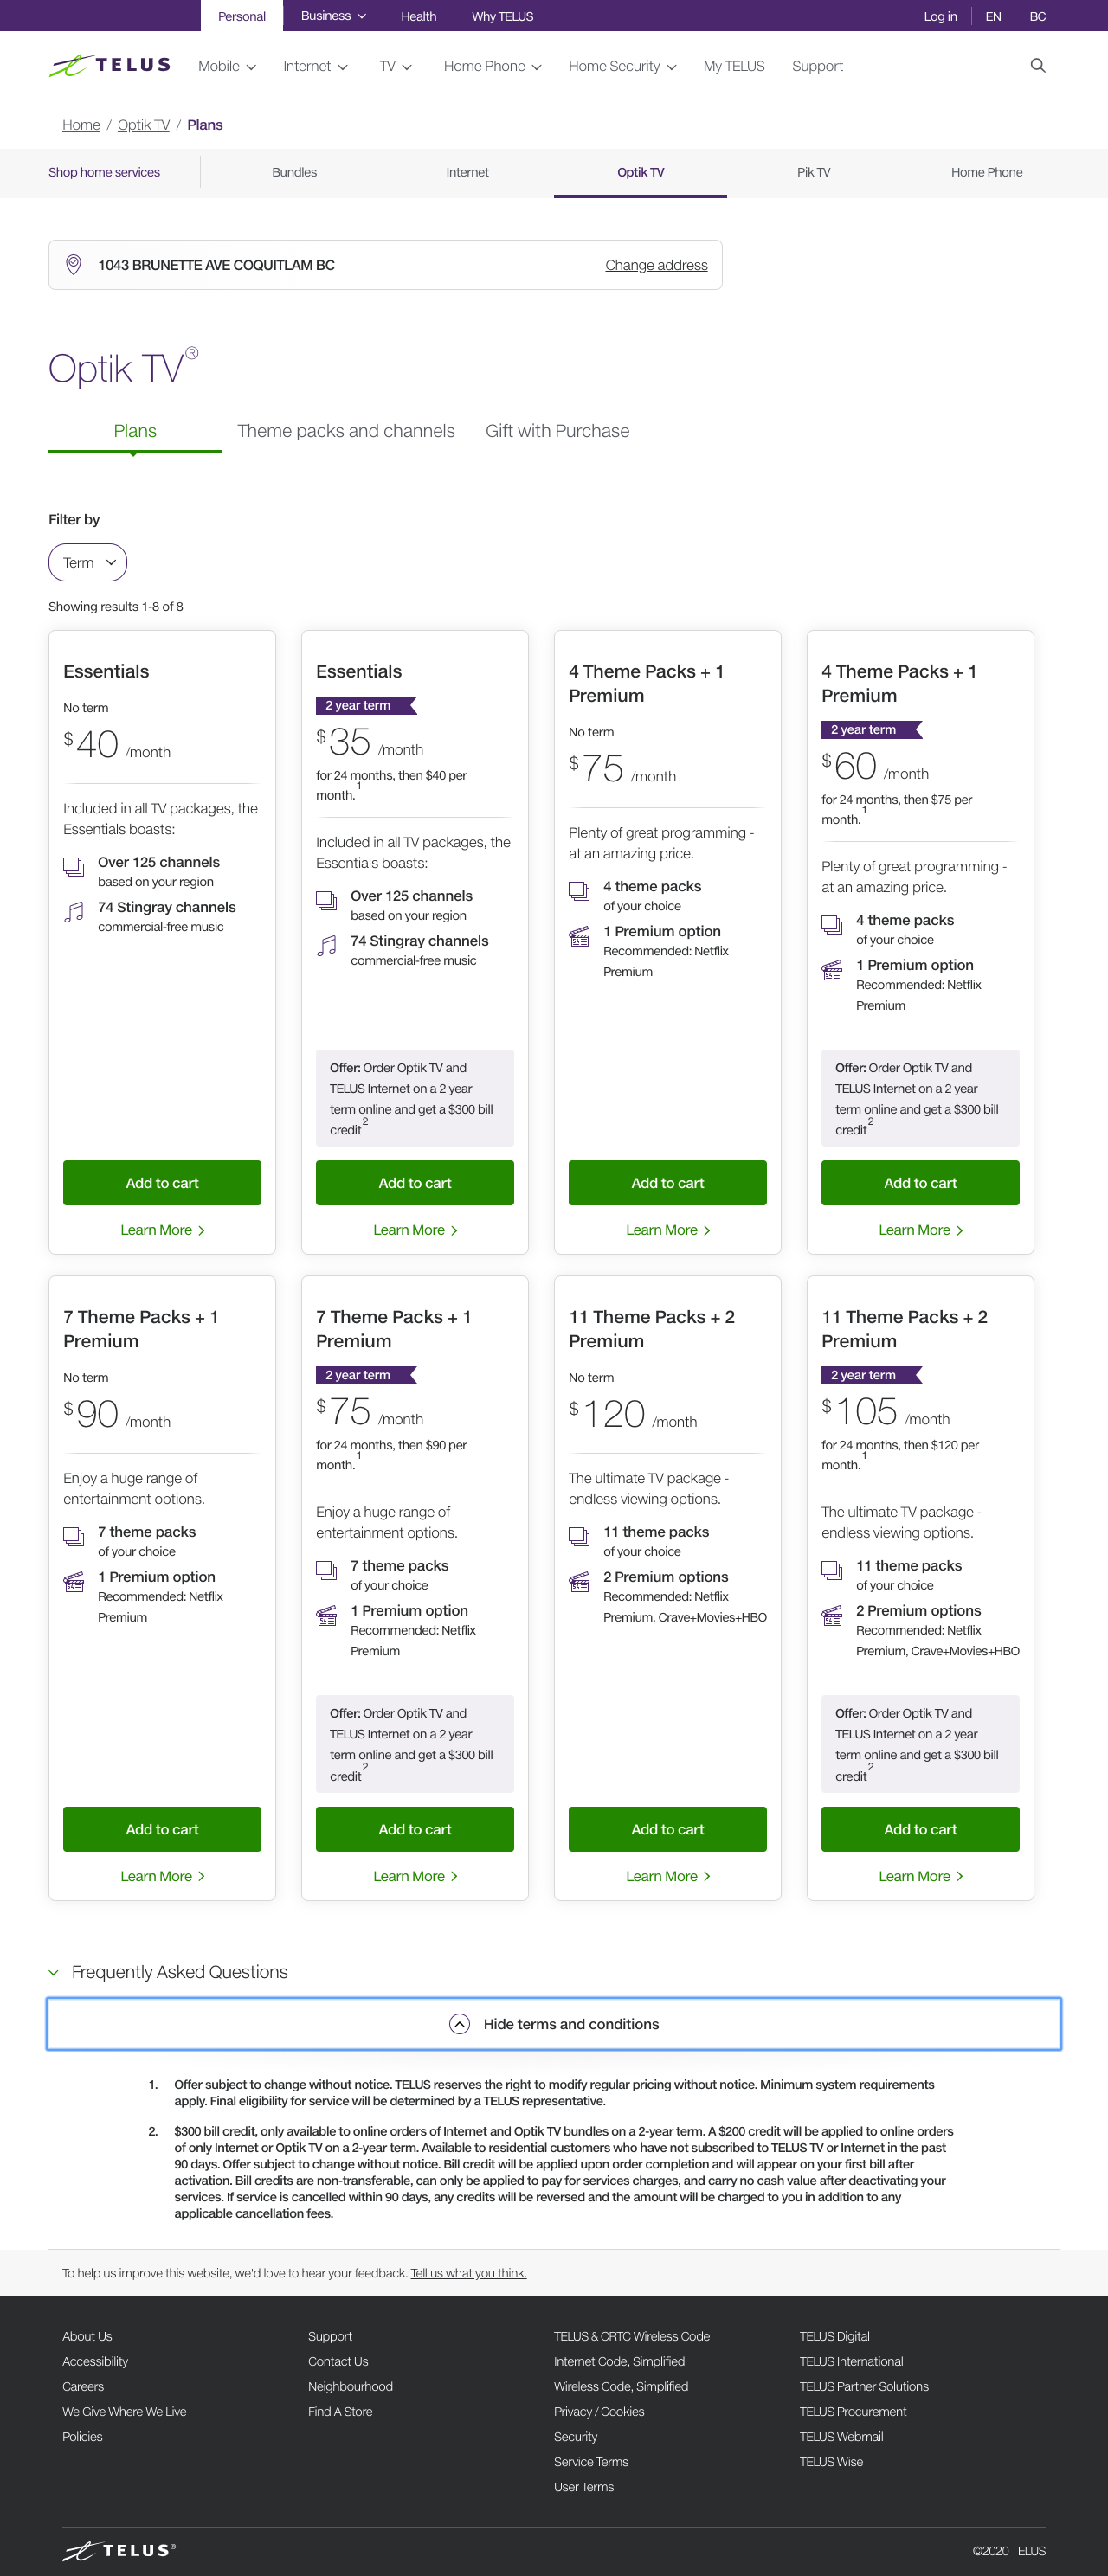 Personal
Business
Health
Why TELUS
Log in
EN
BC
TELUS
Mobile
Internet
TV
Home Phone
Home Security
My TELUS
Support
Home / Optik TV / Plans
Shop home services
Bundles
Internet
Optik TV
Pik TV
Home Phone
1043 BRUNETTE AVE COQUITLAM BC
Change address
Optik TV®
Plans
Theme packs and channels
Gift with Purchase
Filter by
Term
Showing results 1-8 of 8
Essentials
No term
$40 /month
Included in all TV packages, the
Essentials boasts:
Over 125 channels
based on your region
74 Stingray channels
commercial-free music
Add to cart
Learn More
Essentials
2 year term
$35 /month
for 24 months, then $40 per
month.1
Included in all TV packages, the
Essentials boasts:
Over 125 channels
based on your region
74 Stingray channels
commercial-free music
Offer: Order Optik TV and
TELUS Internet on a 2 year
term online and get a $300 bill
credit2
Add to cart
Learn More
4 Theme Packs + 1
Premium
No term
$75 /month
Plenty of great programming -
at an amazing price.
4 theme packs
of your choice
1 Premium option
Recommended: Netflix
Premium
Add to cart
Learn More
4 Theme Packs + 1
Premium
2 year term
$60 /month
for 24 months, then $75 per
month.1
Plenty of great programming -
at an amazing price.
4 theme packs
of your choice
1 Premium option
Recommended: Netflix
Premium
Offer: Order Optik TV and
TELUS Internet on a 2 year
term online and get a $300 bill
credit2
Add to cart
Learn More
7 Theme Packs + 1
Premium
No term
$90 /month
Enjoy a huge range of
entertainment options.
7 theme packs
of your choice
1 Premium option
Recommended: Netflix
Premium
Add to cart
Learn More
7 Theme Packs + 1
Premium
2 year term
$75 /month
for 24 months, then $90 per
month.1
Enjoy a huge range of
entertainment options.
7 theme packs
of your choice
1 Premium option
Recommended: Netflix
Premium
Offer: Order Optik TV and
TELUS Internet on a 2 year
term online and get a $300 bill
credit2
Add to cart
Learn More
11 Theme Packs + 2
Premium
No term
$120 /month
The ultimate TV package -
endless viewing options.
11 theme packs
of your choice
2 Premium options
Recommended: Netflix
Premium, Crave+Movies+HBO
Add to cart
Learn More
11 Theme Packs + 2
Premium
2 year term
$105 /month
for 24 months, then $120 per
month.1
The ultimate TV package -
endless viewing options.
11 theme packs
of your choice
2 Premium options
Recommended: Netflix
Premium, Crave+Movies+HBO
Offer: Order Optik TV and
TELUS Internet on a 2 year
term online and get a $300 bill
credit2
Add to cart
Learn More
Frequently Asked Questions
Hide terms and conditions
1. Offer subject to change without notice. TELUS reserves the right to modify regular pricing without notice. Minimum system requirements
apply. Final eligibility for service will be determined by a TELUS representative.
2. $300 bill credit, only available to online orders of Internet and Optik TV bundles on a 2-year term. A $200 credit will be applied to online orders
of only Internet or Optik TV on a 2-year term. Available to residential customers who have not subscribed to TELUS TV or Internet in the past
90 days. Offer subject to change without notice. Bill credit will be applied upon order completion and will appear on your first bill after
activation. Bill credits are non-transferable, can only be applied to pay for services charges, and carry no cash value after deactivating your
services. If service is cancelled within 90 days, any credits will be reversed and the amount will be charged to you in addition to any
applicable cancellation fees.
To help us improve this website, we'd love to hear your feedback. Tell us what you think.
About Us
Accessibility
Careers
We Give Where We Live
Policies
Support
Contact Us
Neighbourhood
Find A Store
TELUS & CRTC Wireless Code
Internet Code, Simplified
Wireless Code, Simplified
Privacy / Cookies
Security
Service Terms
User Terms
TELUS Digital
TELUS International
TELUS Partner Solutions
TELUS Procurement
TELUS Webmail
TELUS Wise
TELUS®
©2020 TELUS